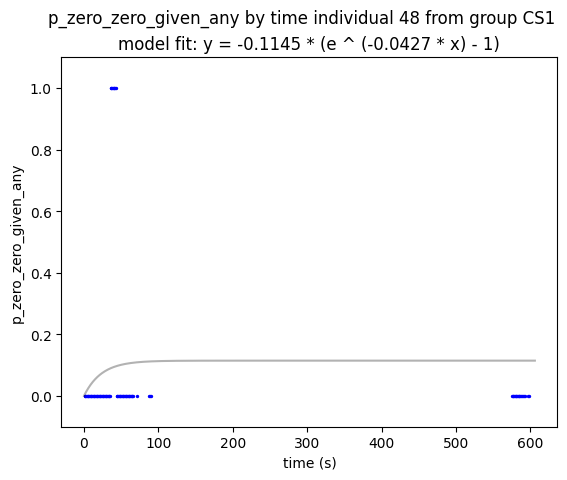 p_zero_zero_given_any by time individual 48 from group CS1
model fit: y = -0.1145 * (e ^ (-0.0427 * x) - 1)
1.0
0.8
0.6
0.4
0.2
0.0
p_zero_zero_given_any
0 100 200 300 400 500 600
time (s)